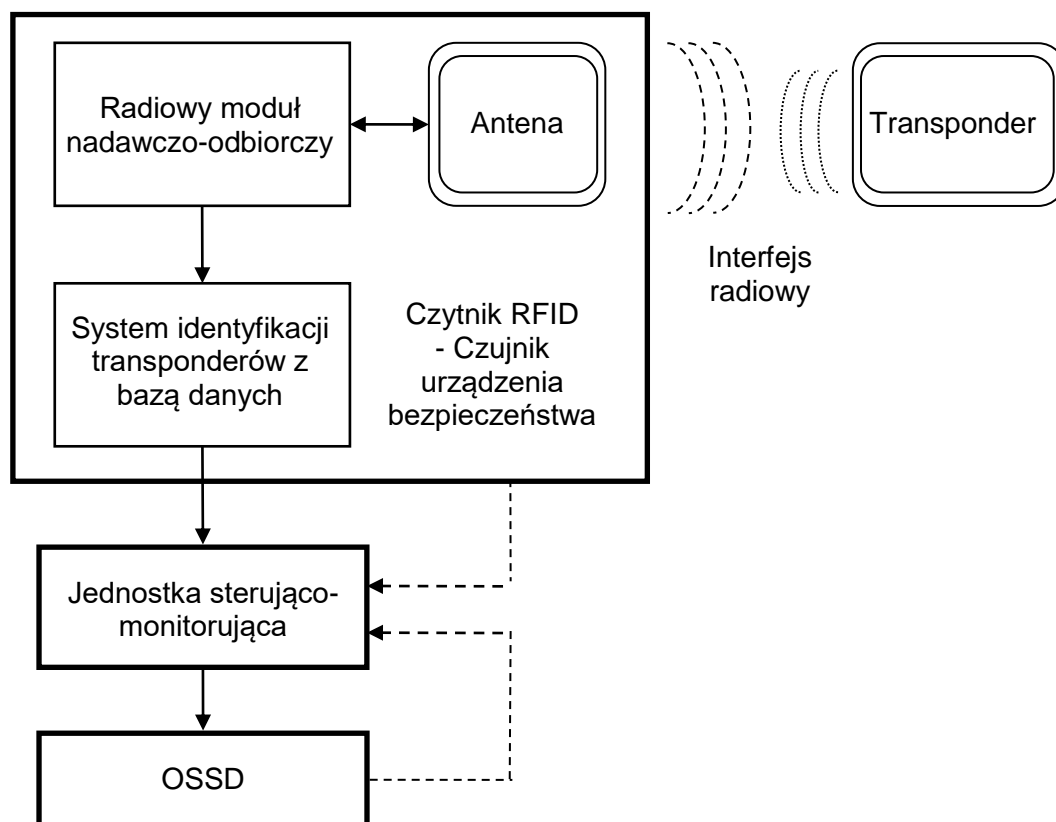 Radiowy moduł
nadawczo-odbiorczy
Antena
Transponder
Interfejs
radiowy
System identyfikacji
transponderów z
bazą danych
Czytnik RFID
- Czujnik
urządzenia
bezpieczeństwa
Jednostka sterująco-
monitorująca
OSSD